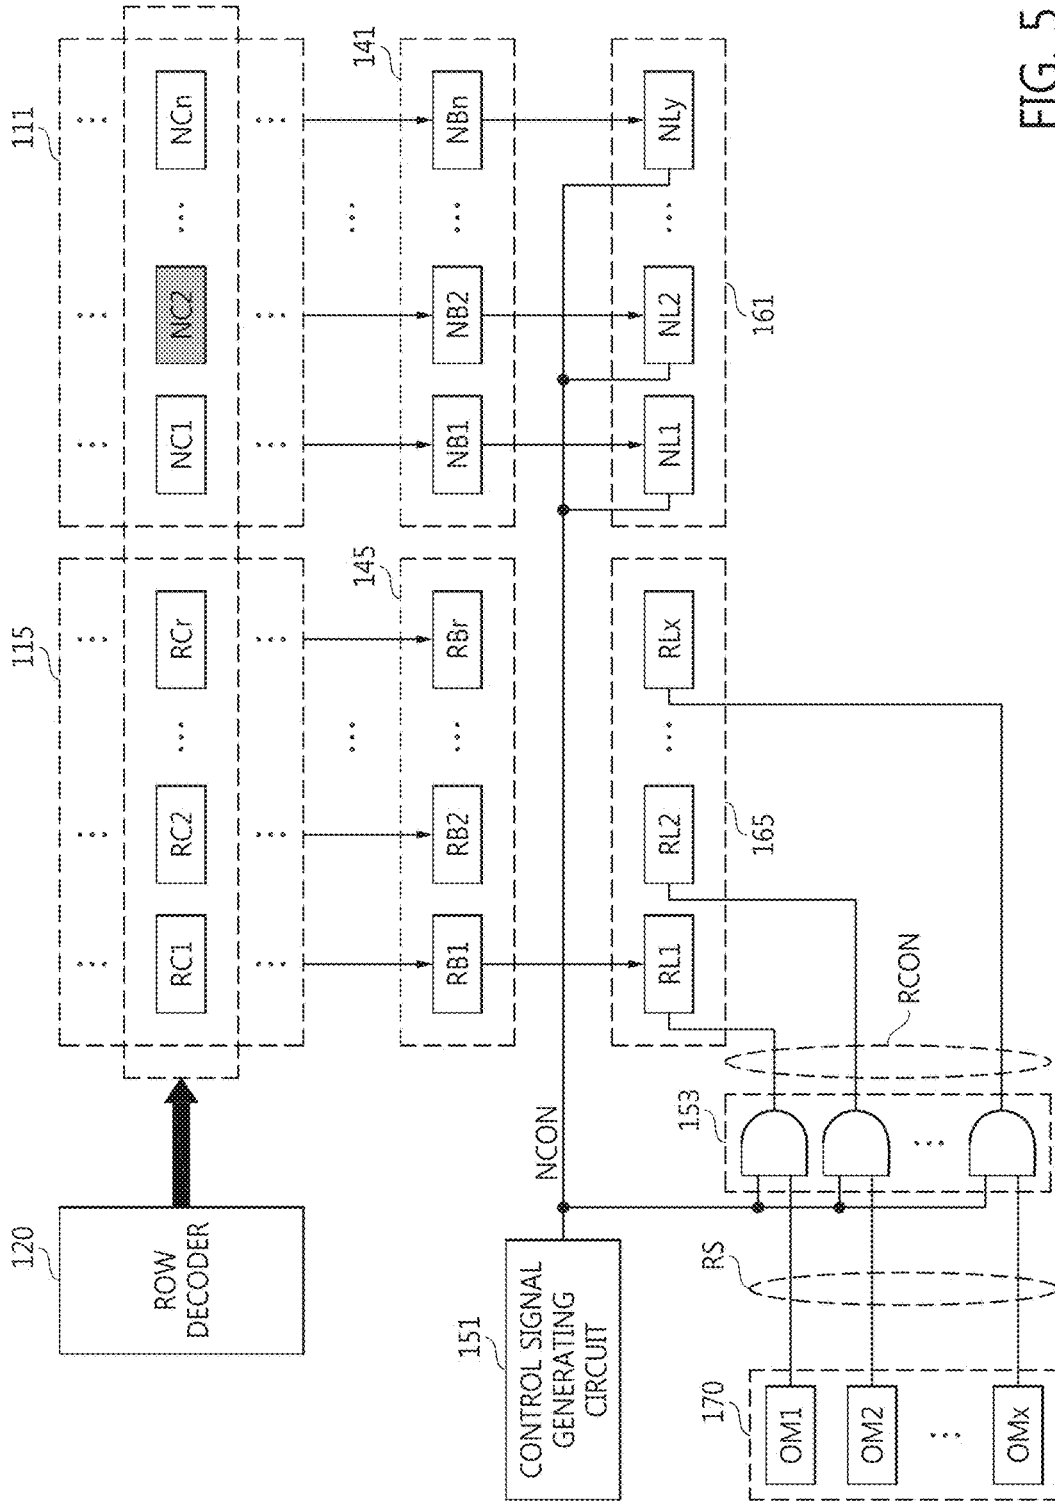 120
ROW
DECODER
115
RC1
RC2
...
RCr
111
NC1
NC2
...
NCn
145
RB1
RB2
...
RBr
141
NB1
NB2
...
NBn
151
CONTROL SIGNAL
GENERATING
CIRCUIT
NCON
RL1
RL2
...
RLx
165
NL1
NL2
...
NLy
161
170
OM1
OM2
...
OMx
RS
153
RCON
FIG. 5